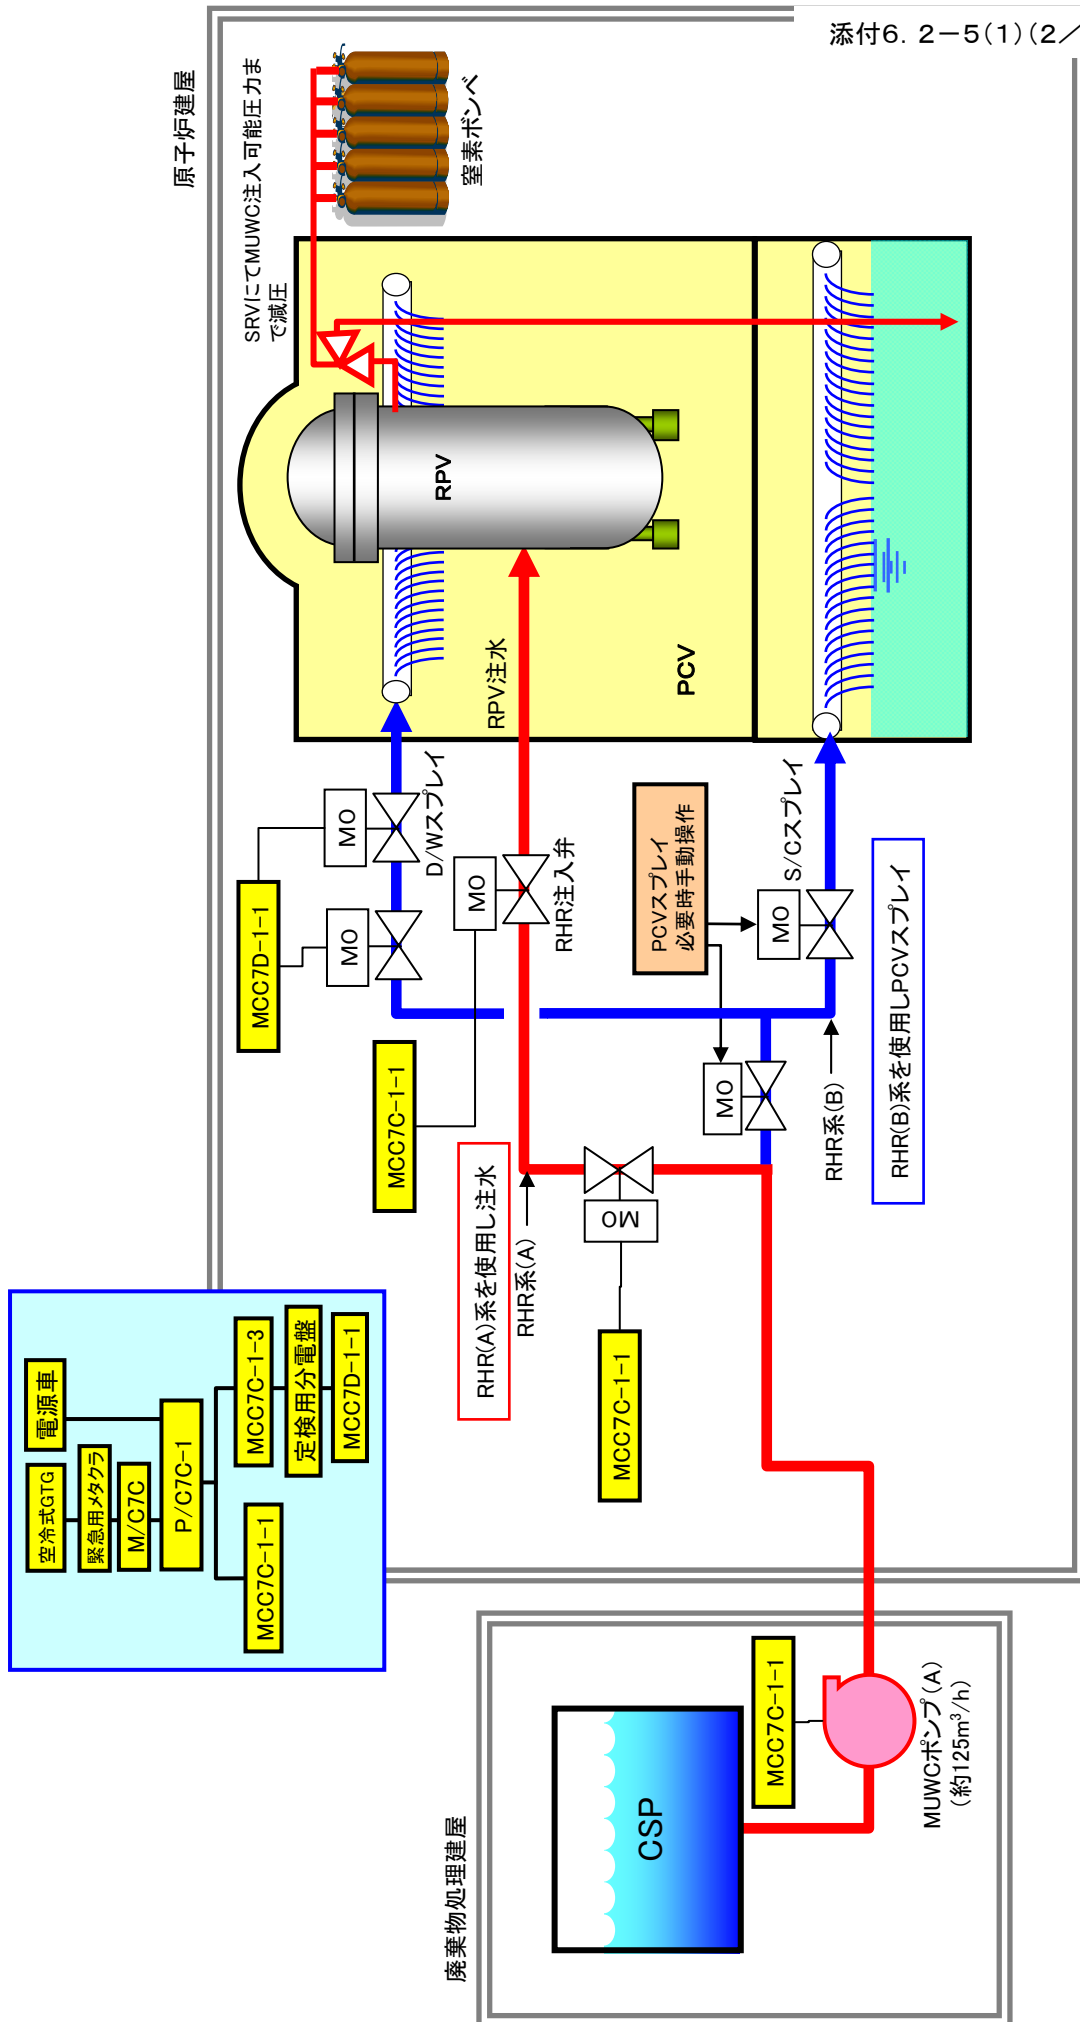 添付6. 2－5(1)(2／
原子炉建屋
SRVにてMUWC注入可能圧力ま
で減圧
窒素ボンベ
RPV
PCV
RPV注水
D/Wスプレイ
MO
MO
MCC7D-1-1
MO
RHR注入弁
MCC7C-1-1
PCVスプレイ
必要時手動操作
MO
S/Cスプレイ
MO
RHR系(B)
RHR(B)系を使用しPCVスプレイ
RHR(A)系を使用し注水
RHR系(A)
MO
MCC7C-1-1
空冷式GTG
緊急用メタクラ
M/C7C
電源車
P/C7C-1
MCC7C-1-1
MCC7C-1-3
定検用分電盤
MCC7D-1-1
廃棄物処理建屋
CSP
MCC7C-1-1
MUWCポンプ(A)
(約125m³/h)